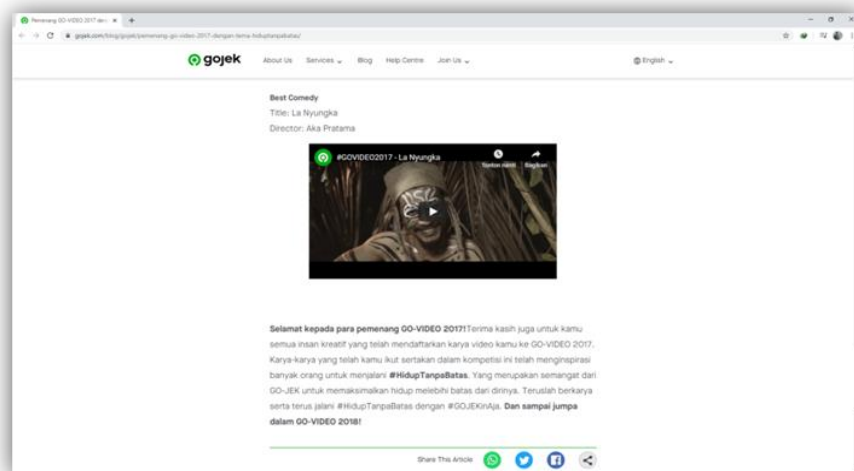 Pemenang GO-VIDEO 2017 den
gojek.com/blog/gojek/pemenang-go-video-2017-dengan-tema-hiduptanpabatas/
gojek
About Us Services Blog Help Centre Join Us English
Best Comedy
Title: La Nyungka
Director: Aka Pratama
#GOVIDEO2017 - La Nyungka
Tonton nanti Bagikan
Selamat kepada para pemenang GO-VIDEO 2017! Terima kasih juga untuk kamu
semua insan kreatif yang telah mendaftarkan karya video kamu ke GO-VIDEO 2017.
Karya-karya yang telah kamu ikut sertakan dalam kompetisi ini telah menginspirasi
banyak orang untuk menjalani #HidupTanpaBatas. Yang merupakan semangat dari
GO-JEK untuk memaksimalkan hidup melebihi batas dari dirinya. Teruslah berkarya
serta terus jalani #HidupTanpaBatas dengan #GOJEKinAja. Dan sampai jumpa
dalam GO-VIDEO 2018!
Share This Article